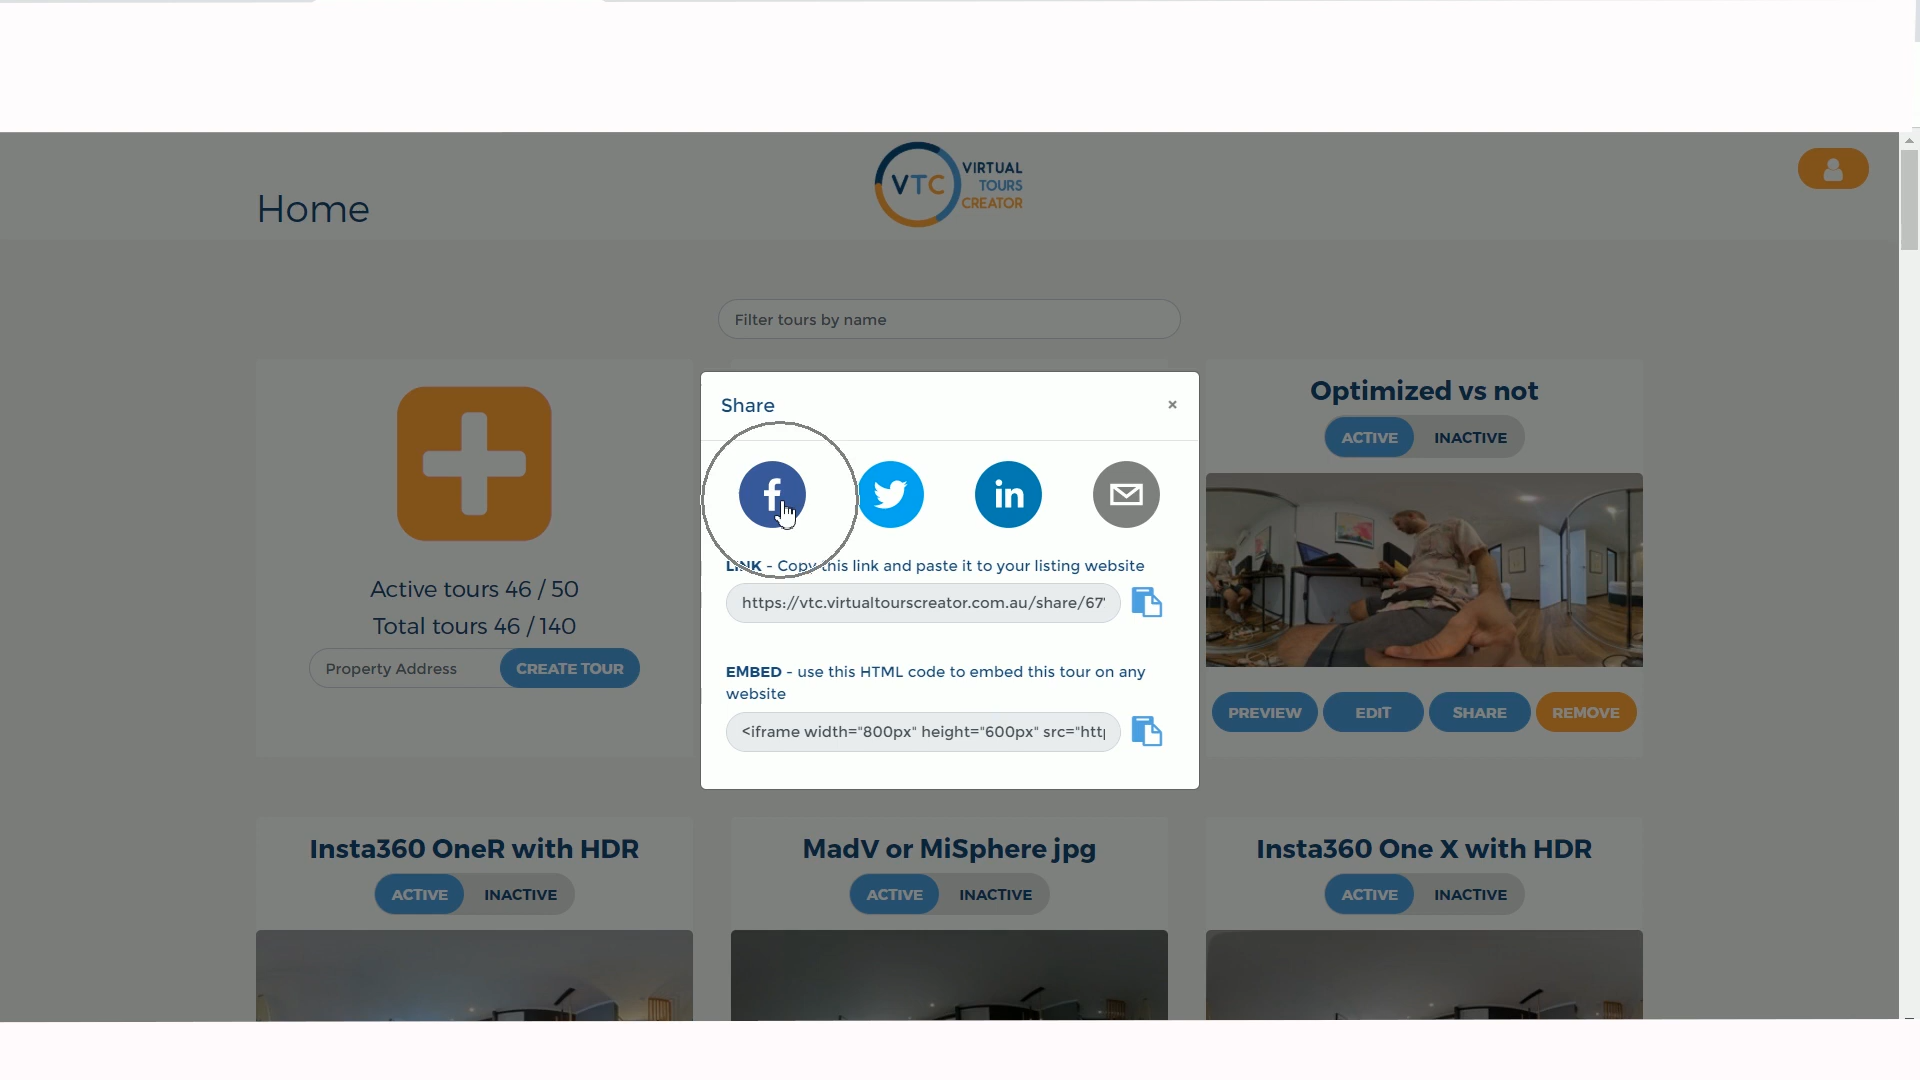 Home
VTC
VIRTUAL
TOURS
CREATOR
Filter tours by name
Active tours 46 / 50
Total tours 46 / 140
Property Address
CREATE TOUR
Share
×
f
in
LINK - Copy this link and paste it to your listing website
https://vtc.virtualtourscreator.com.au/share/67
EMBED - use this HTML code to embed this tour on any
website
<iframe width="800px" height="600px" src="http
Optimized vs not
ACTIVE INACTIVE
PREVIEW EDIT SHARE REMOVE
Insta360 OneR with HDR
ACTIVE INACTIVE
MadV or MiSphere jpg
ACTIVE INACTIVE
Insta360 One X with HDR
ACTIVE INACTIVE